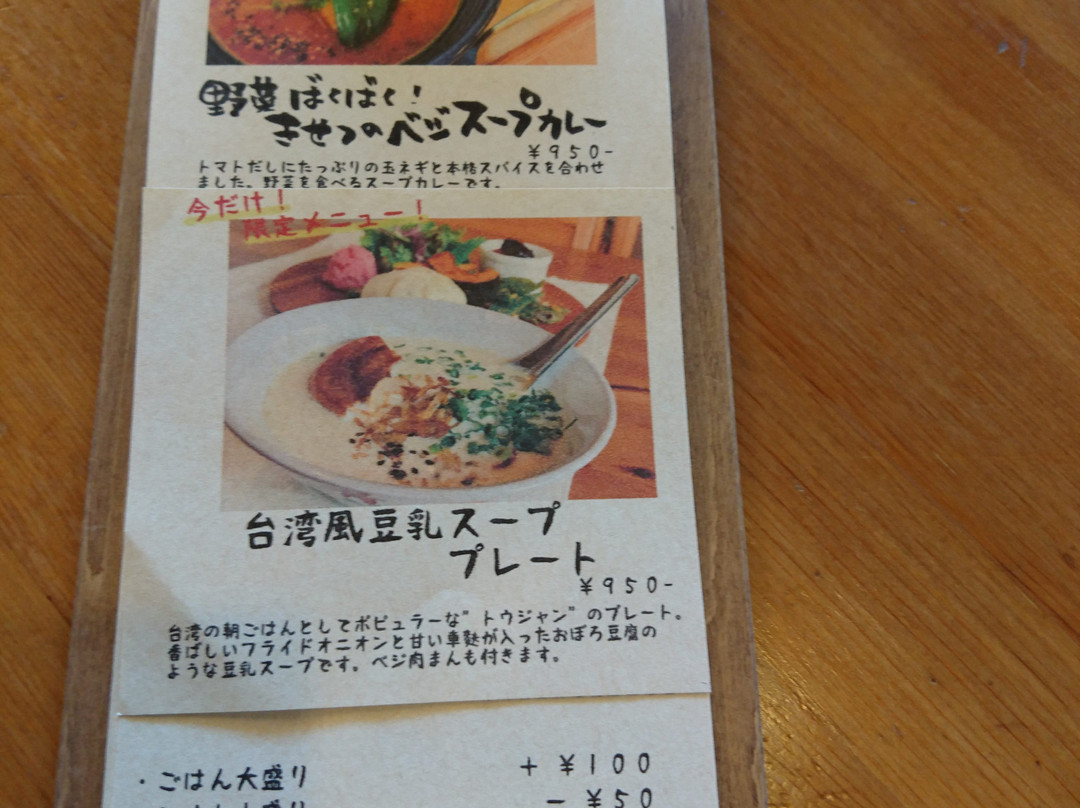 野菜ばくばく！
きせつのベジスープカレー
￥950-
トマトだしにたっぷりの玉ネギと本格スパイスを合わせ
ました。野菜を食べるスープカレーです。
今だけ！
限定メニュー！
台湾風豆乳スープ
プレート
￥950-
台湾の朝ごはんとしてポピュラーな"トウジャン"のプレート。
香ばしいフライドオニオンと甘い車麩が入ったおぼろ豆腐の
ような豆乳スープです。ベジ肉まんも付きます。
・ごはん大盛り +￥100
-￥50